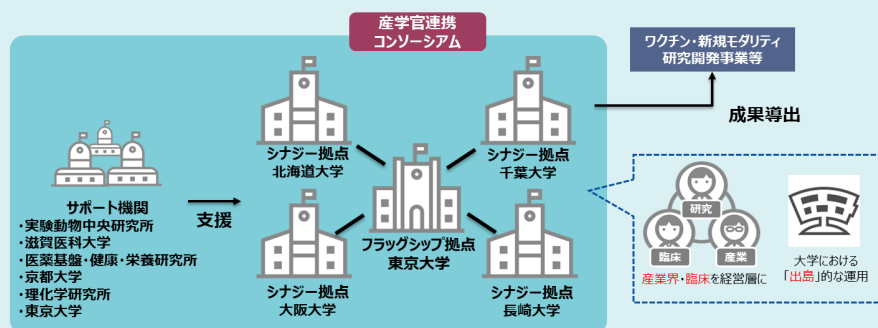 産学官連携
コンソーシアム
ワクチン・新規モダリティ
研究開発事業等
成果導出
シナジー拠点
北海道大学
シナジー拠点
千葉大学
サポート機関
・実験動物中央研究所
・滋賀医科大学
・医薬基盤・健康・栄養研究所
・京都大学
・理化学研究所
・東京大学
支援
フラッグシップ拠点
東京大学
シナジー拠点
大阪大学
シナジー拠点
長崎大学
研究
臨床
産業
産業界・臨床を経営層に
大学における
「出島」的な運用